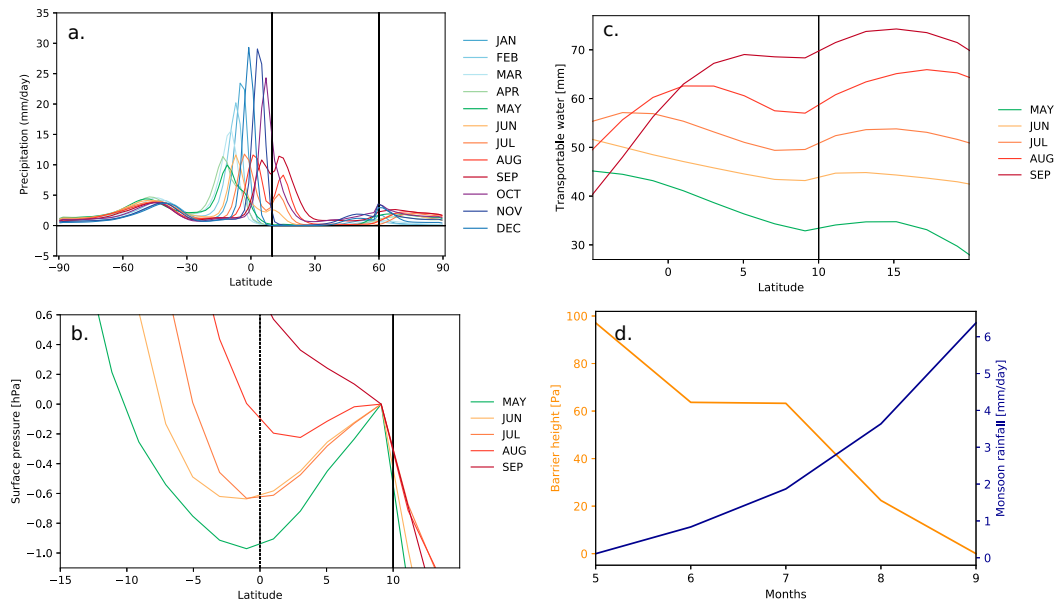 a.
Precipitation (mm/day)
35
30
25
20
15
10
5
0
−5
−90
−60
−30
0
30
60
90
Latitude
JAN
FEB
MAR
APR
MAY
JUN
JUL
AUG
SEP
OCT
NOV
DEC
c.
Transportable water [mm]
70
60
50
40
30
0
5
10
15
Latitude
MAY
JUN
JUL
AUG
SEP
b.
Surface pressure [hPa]
0.6
0.4
0.2
0.0
−0.2
−0.4
−0.6
−0.8
−1.0
−15
−10
−5
0
5
10
Latitude
MAY
JUN
JUL
AUG
SEP
d.
Barrier height [Pa]
100
80
60
40
20
0
Monsoon rainfall [mm/day]
6
5
4
3
2
1
0
5
6
7
8
9
Months